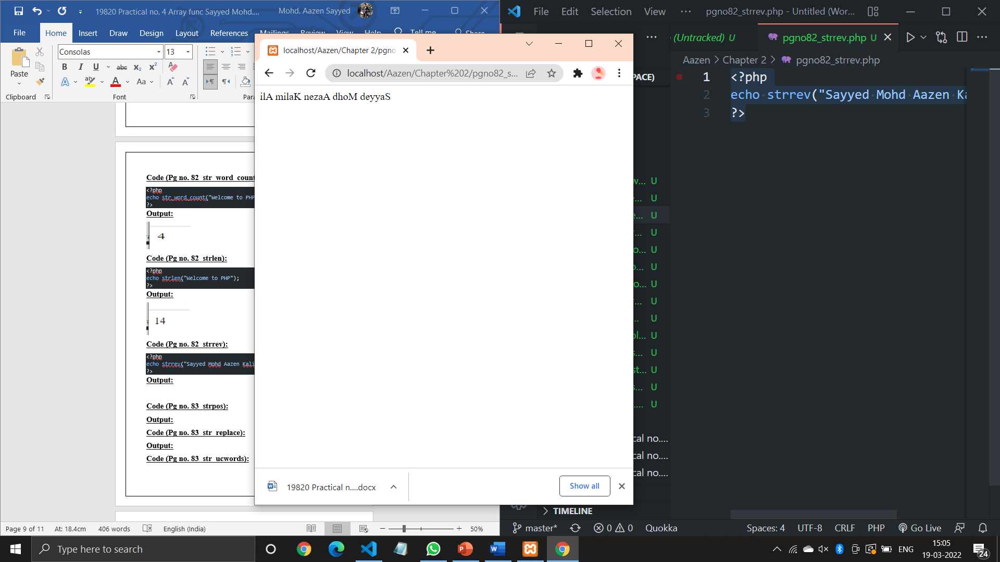 19820 Practical no. 4 Array func Sayyed Mohd....
Mohd. Aazen Sayyed
File Home Insert Draw Design Layout References Mailings Review View Help Tell me Share
Consolas 13
Paste
B I U abc x₂ x²
A A Aa A A
Clipboard Font Para
Code (Pg no. 82 str_word_count
<?php
echo str_word_count("Welcome to PHP
?>
Output:
4
Code (Pg no. 82 strlen):
<?php
echo strlen("Welcome to PHP");
?>
Output:
14
Code (Pg no. 82 strrev):
<?php
echo strrev("Sayyed Mohd Aazen Kali
?>
Output:
Code (Pg no. 83 strpos):
Output:
Code (Pg no. 83 str_replace):
Output:
Code (Pg no. 83 str_ucwords):
Page 9 of 11 At: 18.4cm 406 words English (India) 50%
localhost/Aazen/Chapter 2/pgno
localhost/Aazen/Chapter%202/pgno82_s...
ilA milaK nezaA dhoM deyyaS
19820 Practical n....docx
Show all
File Edit Selection View ... pgno82_strrev.php - Untitled (Wor...
(Untracked) U
pgno82_strrev.php U
Aazen > Chapter 2 > pgno82_strrev.php
1 <?php
2 echo strrev("Sayyed Mohd Aazen Ka
3 ?>
PACE)
w... U
... U
e... U
r... U
o... U
o... U
o... U
r... U
.. U
ol... U
s... U
st... U
s... U
.... U
cal no....
cal no....
cal no....
TIMELINE
master* 0 0 Quokka Spaces: 4 UTF-8 CRLF PHP Go Live
Type here to search
ENG
15:05
19-03-2022
24